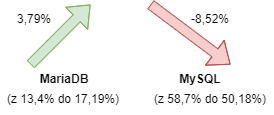 3,79%
-8,52%
MariaDB
MySQL
(z 13,4% do 17,19%)
(z 58,7% do 50,18%)